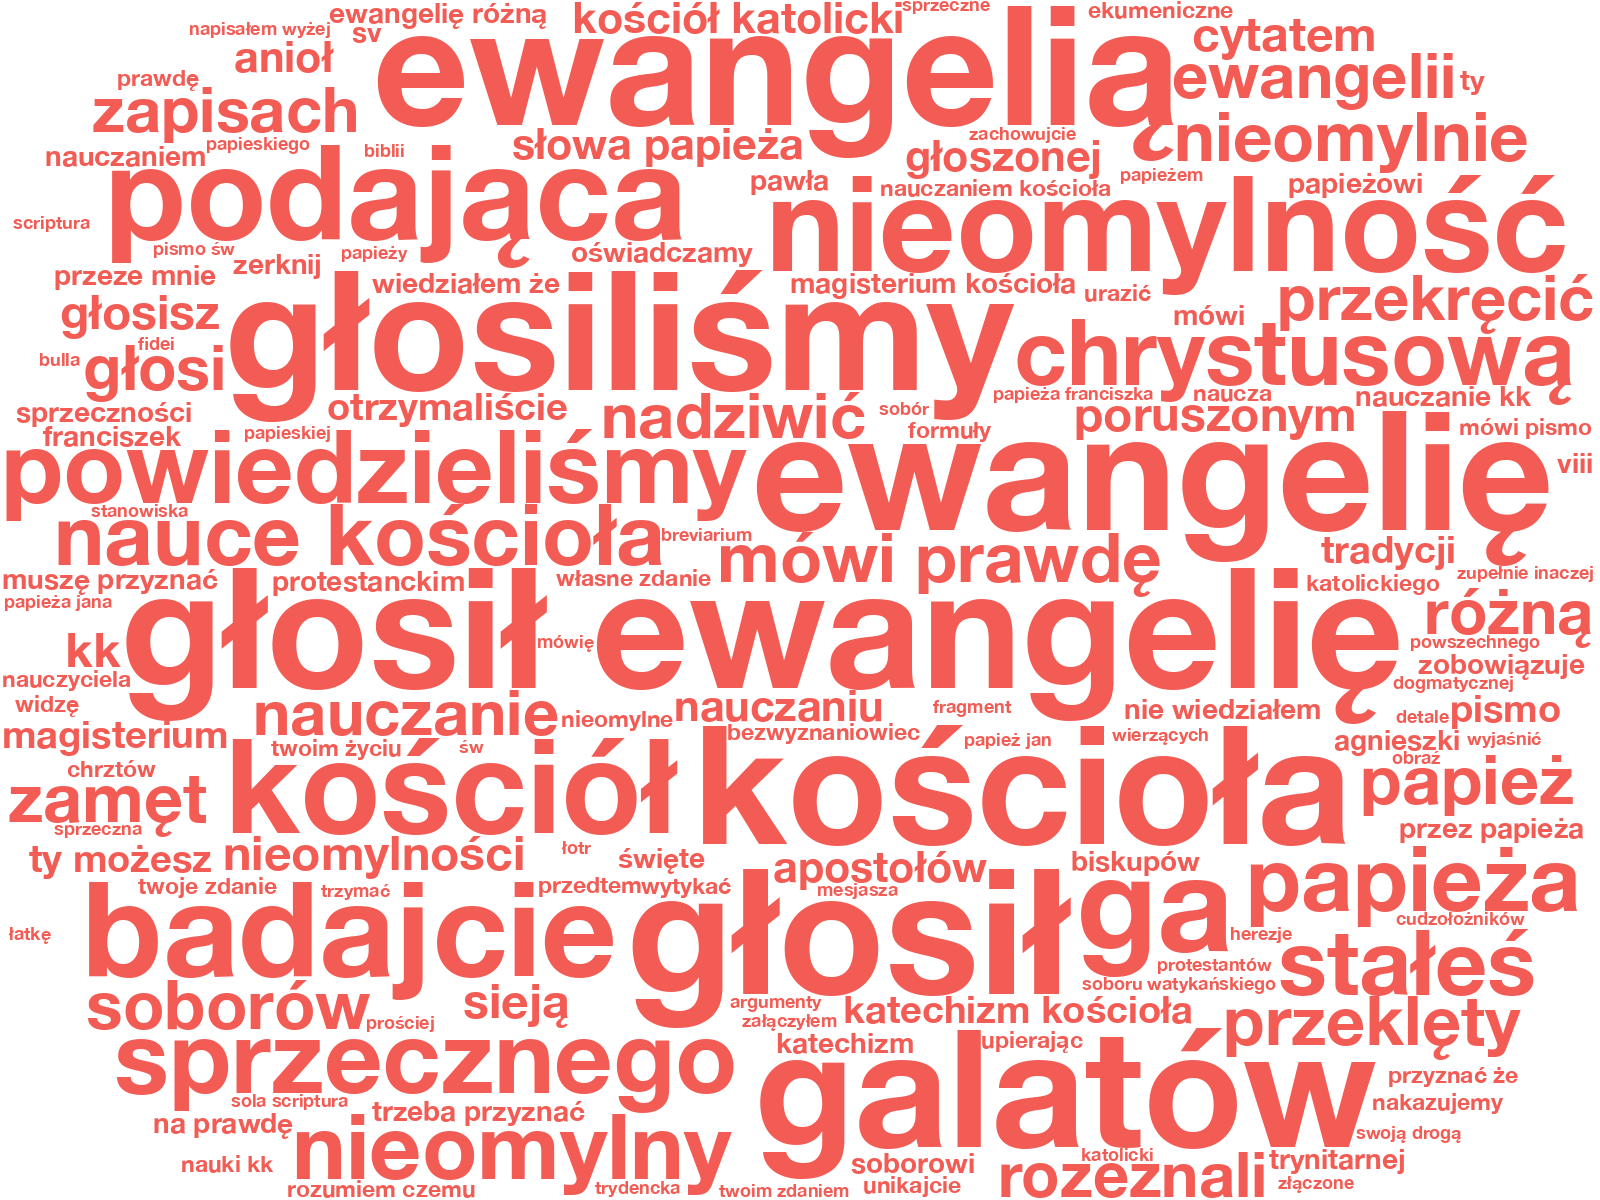 ewangelię różną
kościół katolicki
sprzeczne
ekumeniczne
napisałem wyżej
sv
ewangelią
cytatem
anioł
prawdę
ewangelii
ty
zapisach
słowa papieża
zachowujcie
nieomylnie
papieskiego
nauczaniem
biblii
głoszonej
podająca
pawła
nauczaniem kościoła
papieżem
papieżowi
nieomylność
scriptura
pismo św
papieży
oświadczamy
zerknij
przeze mnie
wiedziałem że
magisterium kościoła
urazić
przekręcić
głosisz
głosiliśmy
mówi
fidei
bulla
głosi
chrystusową
papieża franciszka
naucza
nauczanie kk
sprzeczności
otrzymaliście
nadziwić
sobór
formuły
poruszonym
franciszek
papieskiej
mówi pismo
powiedzieliśmy
ewangelię
viii
stanowiska
nauce kościoła
breviarium
mówi prawdę
tradycji
muszę przyznać
protestanckim
własne zdanie
katolickiego
zupełnie inaczej
papieża jana
głosił ewangelię
różną
kk
mówię
powszechnego
zobowiązuje
nauczyciela
dogmatycznej
widzę
nauczanie
nieomylne
nauczaniu
fragment
nie wiedziałem
detale
pismo
magisterium
twoim życiu
św
bezwyznaniowiec
papież jan
wierzących
agnieszki
wyjaśnić
chrztów
kościół
kościoła
obraź
papież
zamęt
sprzeczna
przez papieża
ty możesz
nieomylności
łotr
święte
apostołów
biskupów
twoje zdanie
trzymać
przedtem
wytykać
mesjasza
papieża
łatkę
badajcie
głosił
ga
cudzołożników
herezje
protestantów
stałeś
soborów
sieją
soboru watykańskiego
prościej
argumenty
załączyłem
katechizm kościoła
przeklęty
sprzecznego
katechizm
upierając
galatów
przyznać że
sola scriptura
nakazujemy
na prawdę
trzeba przyznać
swoją drogą
nieomylny
nauki kk
soborowi
katolicki
trynitarnej
rozumiem czemu
trydencka
twoim zdaniem
unikajcie
rozeznali
złączone